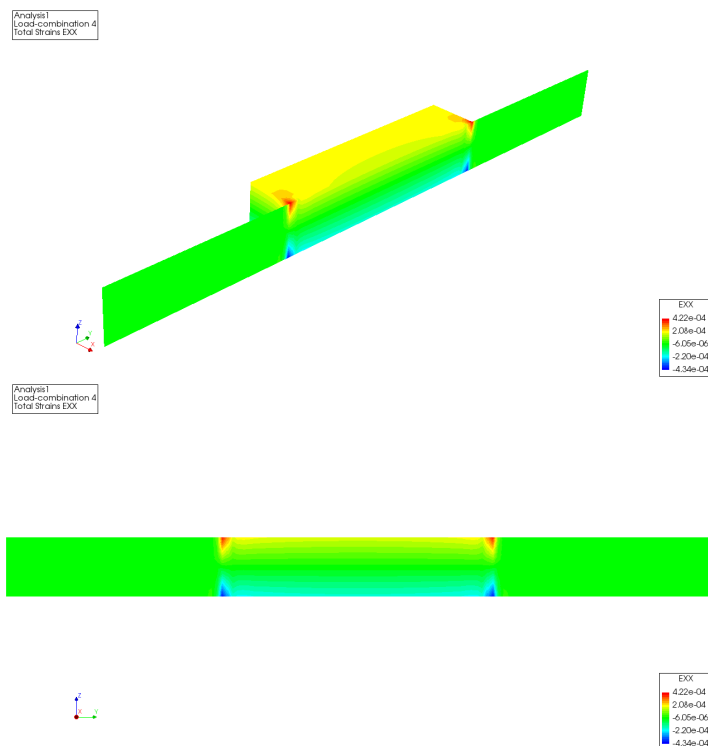 Analysis1
Load-combination 4
Total Strains EXX
Z
Y
X
EXX
4.22e-04
2.08e-04
-6.05e-06
-2.20e-04
-4.34e-04
Analysis1
Load-combination 4
Total Strains EXX
Z
X
Y
EXX
4.22e-04
2.08e-04
-6.05e-06
-2.20e-04
-4.34e-04